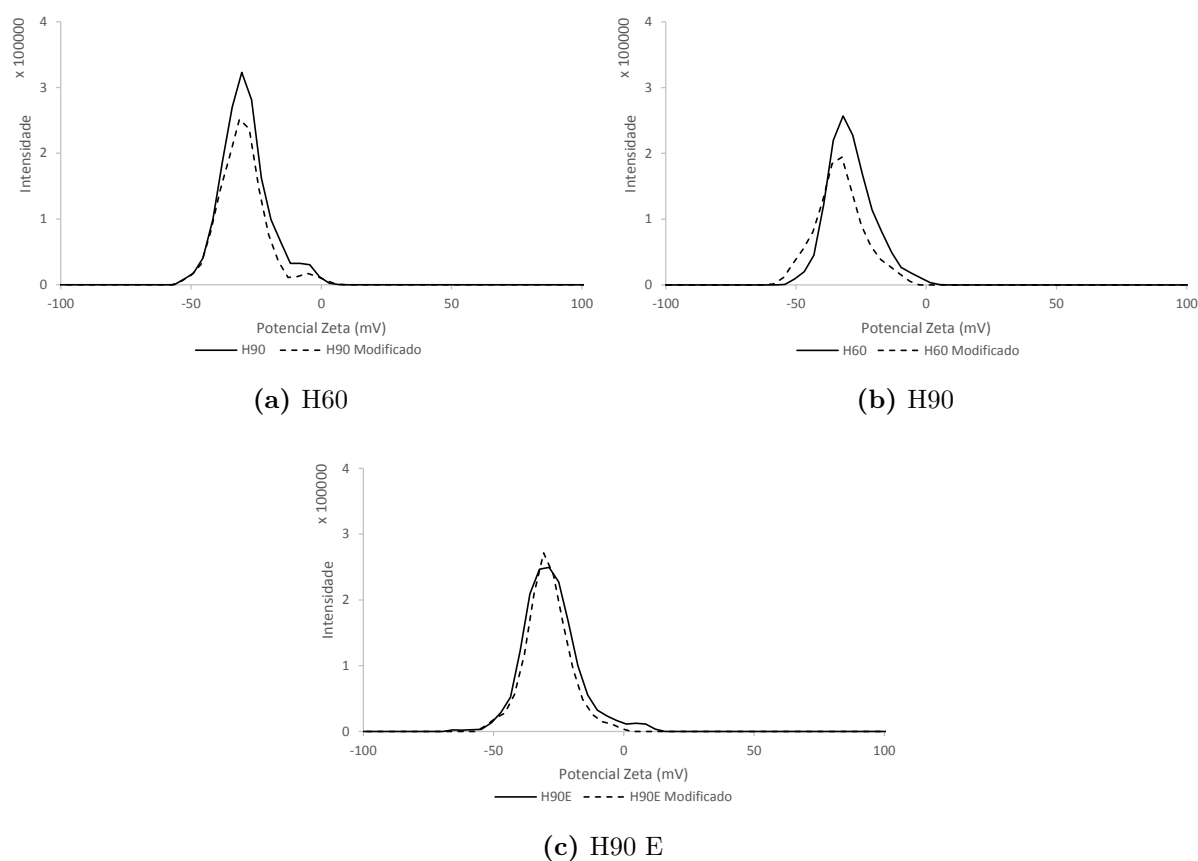 x 100000
4
3
2
1
0
Intensidade
-100 -50 0 50 100
Potencial Zeta (mV)
H90 H90 Modificado
(a) H60
x 100000
4
3
2
1
0
Intensidade
-100 -50 0 50 100
Potencial Zeta (mV)
H60 H60 Modificado
(b) H90
x 100000
4
3
2
1
0
Intensidade
-100 -50 0 50 100
Potencial Zeta (mV)
H90E H90E Modificado
(c) H90 E